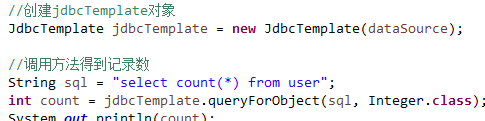 //创建jdbcTemplate对象
JdbcTemplate jdbcTemplate = new JdbcTemplate(dataSource);
//调用方法得到记录数
String sql = "select count(*) from user";
int count = jdbcTemplate.queryForObject(sql, Integer.class);
System.out.println(count);